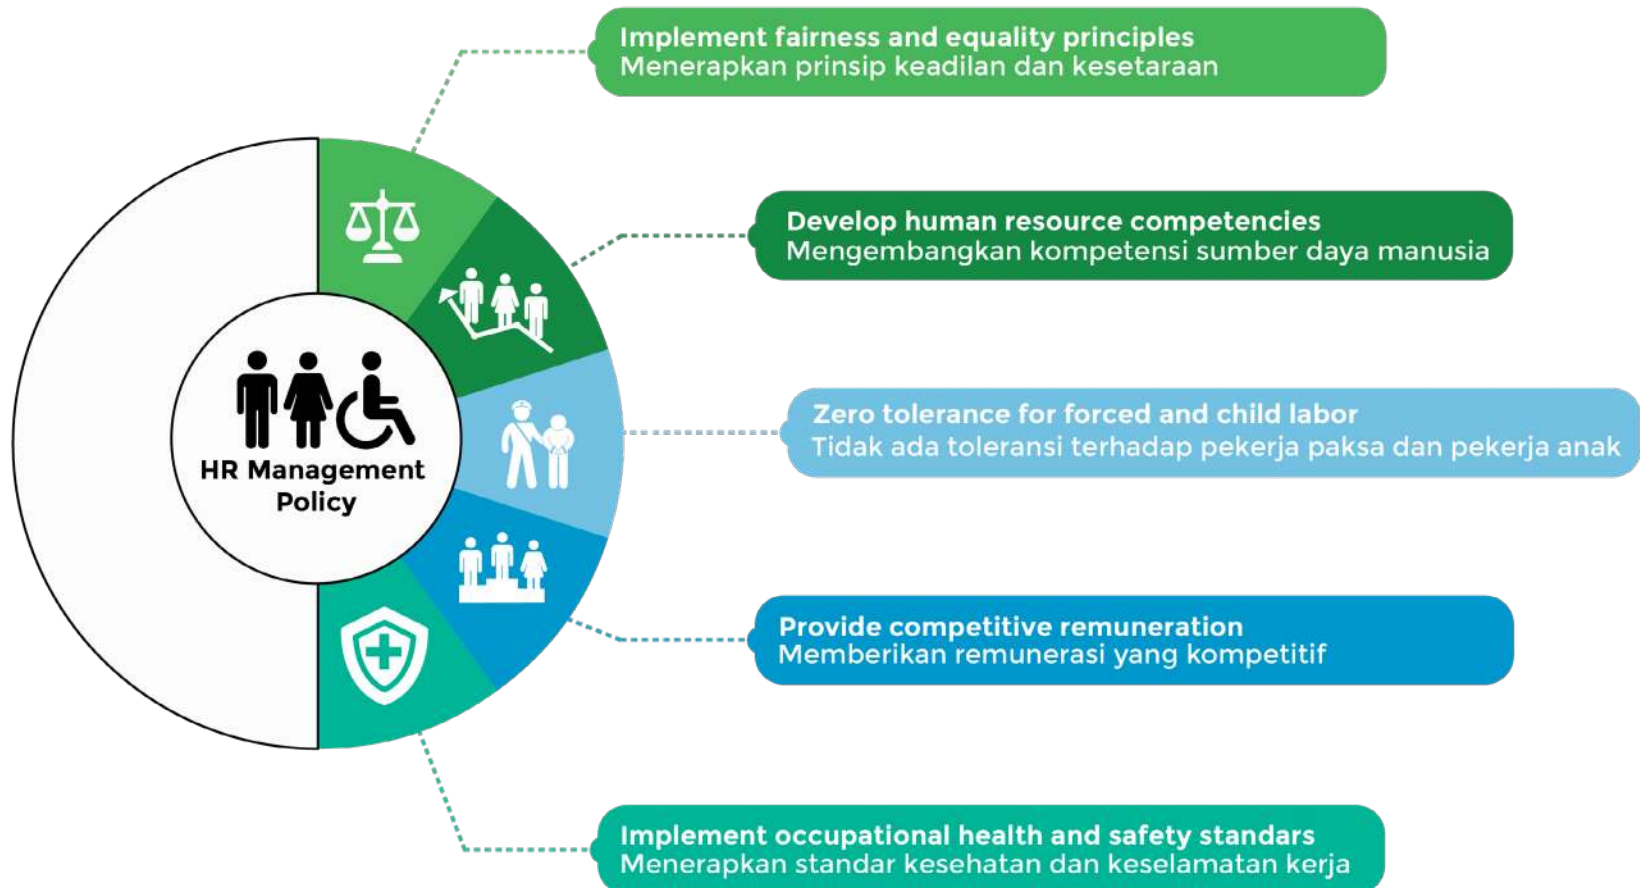 Implement fairness and equality principles
Menerapkan prinsip keadilan dan kesetaraan
Develop human resource competencies
Mengembangkan kompetensi sumber daya manusia
HR Management
Policy
Zero tolerance for forced and child labor
Tidak ada toleransi terhadap pekerja paksa dan pekerja anak
Provide competitive remuneration
Memberikan remunerasi yang kompetitif
Implement occupational health and safety standars
Menerapkan standar kesehatan dan keselamatan kerja